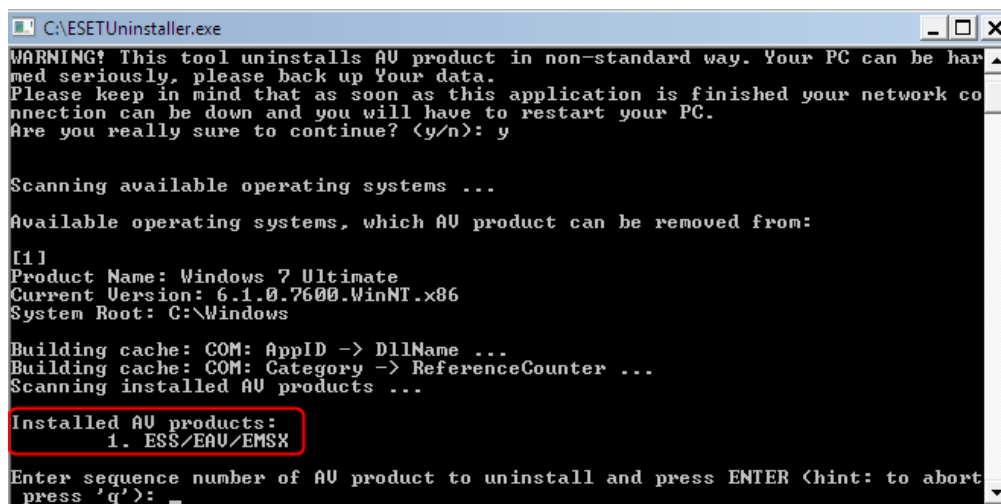 C:\ESETUninstaller.exe
WARNING! This tool uninstalls AV product in non-standard way. Your PC can be har
med seriously, please back up Your data.
Please keep in mind that as soon as this application is finished your network co
nnection can be down and you will have to restart your PC.
Are you really sure to continue? (y/n): y
Scanning available operating systems ...
Available operating systems, which AV product can be removed from:
[1]
Product Name: Windows 7 Ultimate
Current Version: 6.1.0.7600.WinNT.x86
System Root: C:\Windows
Building cache: COM: AppID -> DllName ...
Building cache: COM: Category -> ReferenceCounter ...
Scanning installed AV products ...
Installed AV products:
1. ESS/EAV/EMSX
Enter sequence number of AV product to uninstall and press ENTER (hint: to abort
press 'q'): _